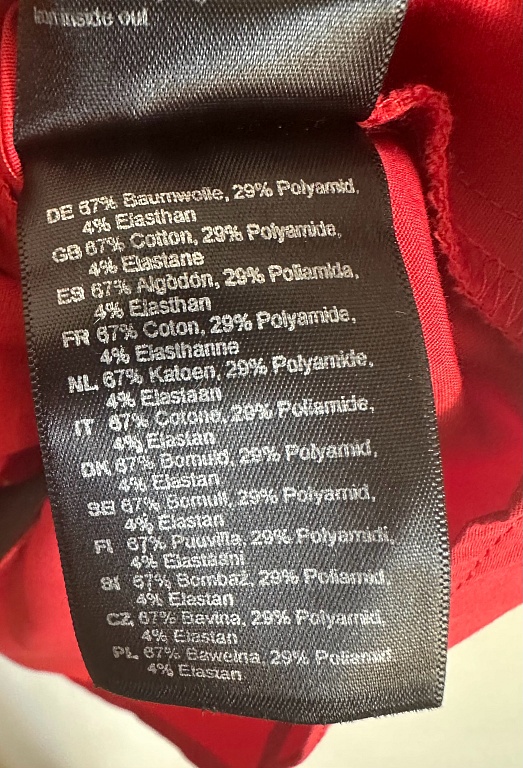 Iron inside out
DE 67% Baumwolle, 29% Polyamid,
4% Elasthan
GB 67% Cotton, 29% Polyamide,
4% Elastane
ES 67% Algodón, 29% Poliamida,
4% Elasthan
FR 67% Coton, 29% Polyamide,
4% Elasthanne
NL 67% Katoen, 29% Polyamide,
4% Elastaan
IT 67% Cotone, 29% Poliamide,
4% Elastan
DK 67% Bomuld, 29% Polyamid,
4% Elastan
SE 67% Bomull, 29% Polyamid,
4% Elastan
FI 67% Puuvilla, 29% Polyamidi,
4% Elastaani
SI 67% Bombaž, 29% Poliamid,
4% Elastan
CZ 67% Bavlna, 29% Polyamid,
4% Elastan
PL 67% Bawełna, 29% Poliamid,
4% Elastan